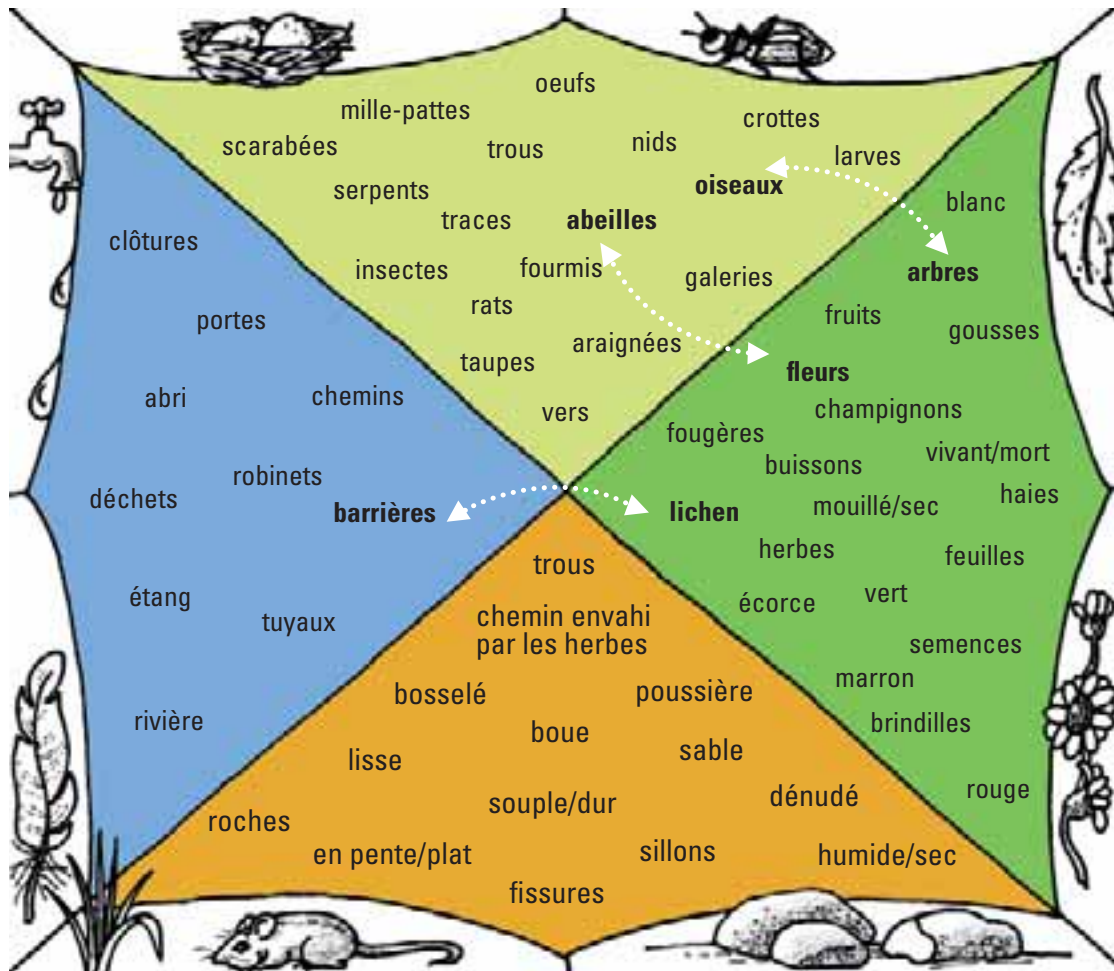 oeufs
mille-pattes
crottes
scarabées
trous
nids
larves
serpents
oiseaux
traces
abeilles
insectes
fourmis
galeries
rats
araignées
taupes
vers
blanc
arbres
fruits
gousses
fleurs
champignons
fougères
buissons
vivant/mort
mouillé/sec
haies
lichen
herbes
feuilles
écorce
vert
semences
marron
brindilles
rouge
clôtures
portes
abri
chemins
robinets
déchets
barrières
étang
tuyaux
rivière
trous
chemin envahi
par les herbes
bosselé
poussière
boue
lisse
sable
souple/dur
dénudé
roches
en pente/plat
sillons
humide/sec
fissures